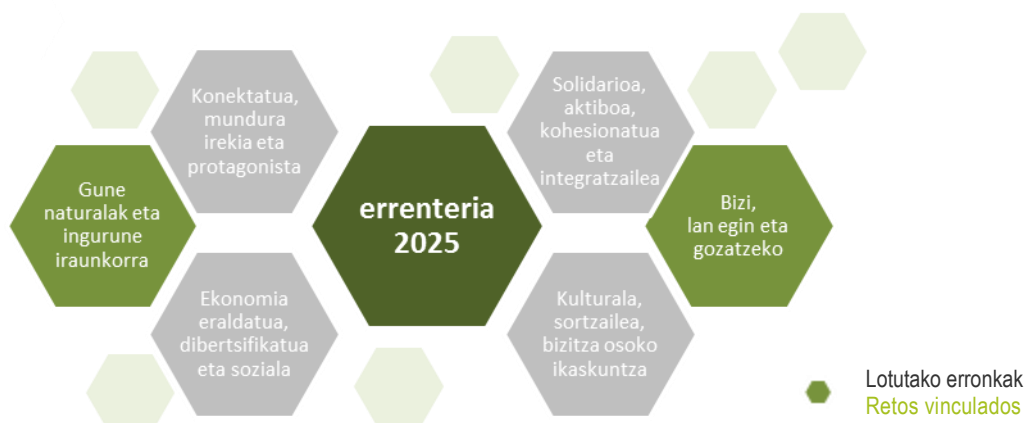 Konektatua,
mundura
irekia eta
protagonista
Solidarioa,
aktiboa,
kohesionatua
eta
integratzailea
Gune
naturalak eta
ingurune
iraunkorra
errenteria
2025
Bizi,
lan egin eta
gozatzeko
Ekonomia
eraldatua,
dibertsifikatua
eta soziala
Kulturala,
sortzailea,
bizitza osoko
ikaskuntza
Lotutako erronkak
Retos vinculados